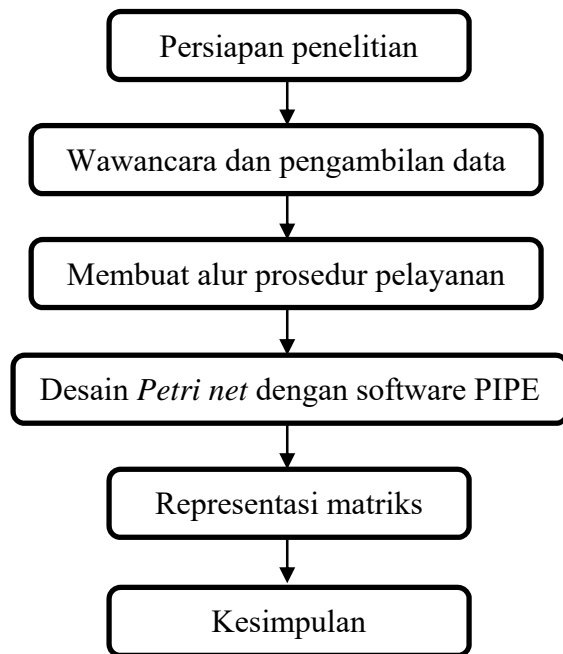 Persiapan penelitian
Wawancara dan pengambilan data
Membuat alur prosedur pelayanan
Desain Petri net dengan software PIPE
Representasi matriks
Kesimpulan